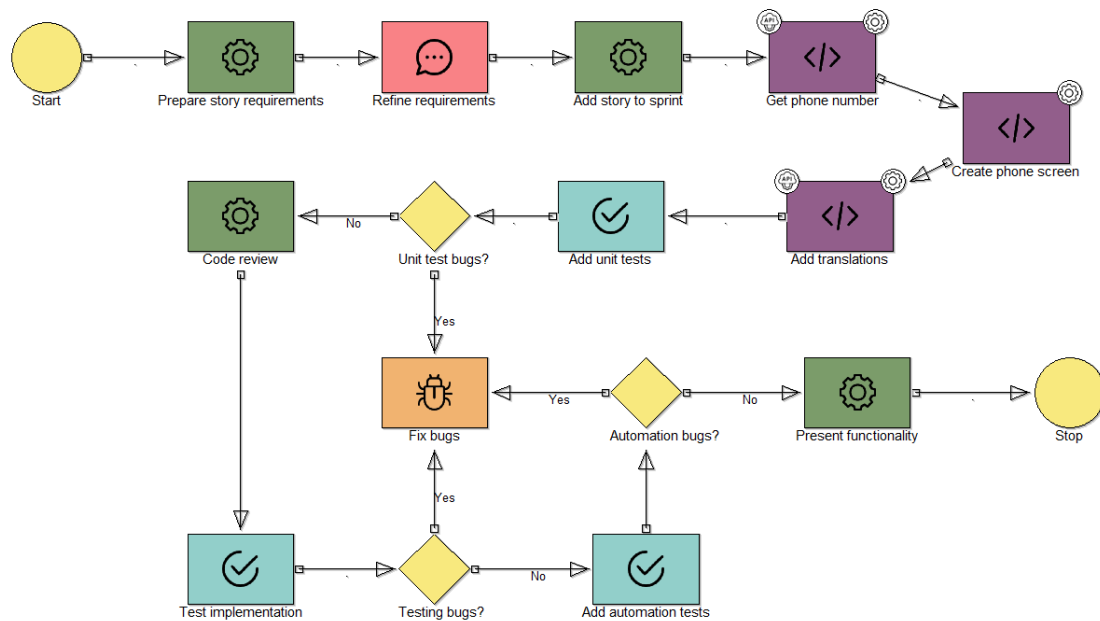 API
Start
Prepare story requirements
Refine requirements
Add story to sprint
Get phone number
Create phone screen
API
No
Code review
Unit test bugs?
Add unit tests
Add translations
Yes
Yes
No
Fix bugs
Automation bugs?
Present functionality
Stop
Yes
No
Test implementation
Testing bugs?
Add automation tests